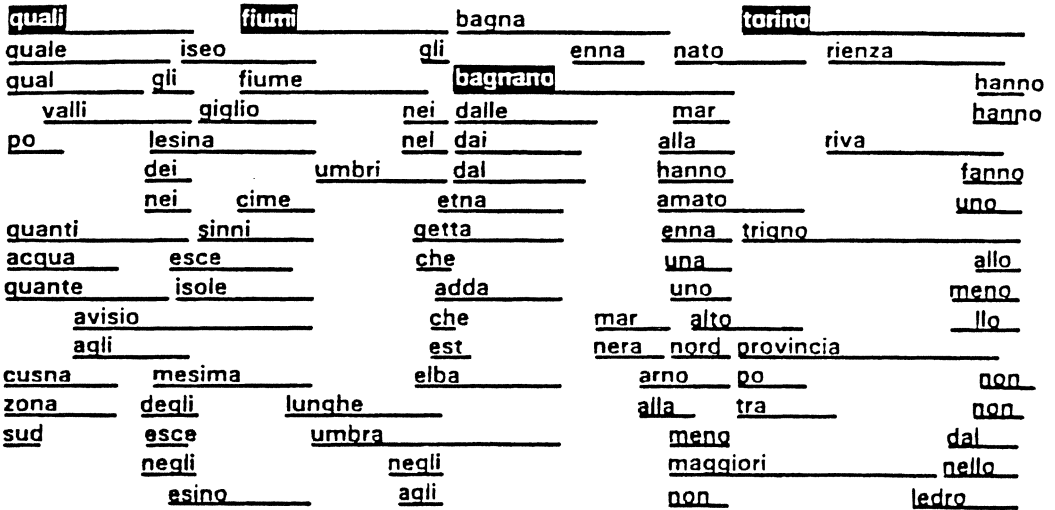 quali fiumi bagna torino
quale iseo gli enna nato rienza
qual gli fiume bagnano hanno
valli giglio nei dalle mar hanno
po lesina nel dai alla riva
dei umbri dal hanno fanno
nei cime etna amato uno
quanti sinni getta enna trigno
acqua esce che una allo
quante isole adda uno meno
avisio che mar alto llo
agli est nera nord provincia
cusna mesima elba arno po non
zona degli lunghe alla tra non
sud esce umbra meno dal
negli negli maggiori nello
esino agli non ledro